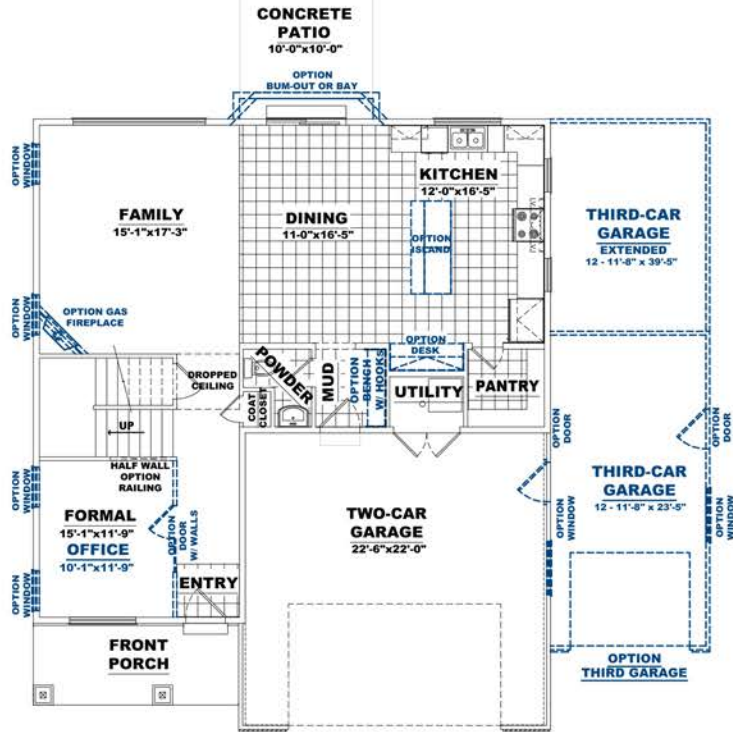 CONCRETE
PATIO
10'-0"x10'-0"
OPTION
BUM-OUT OR BAY
OPTION
WINDOW
FAMILY
15'-1"x17'-3"
DINING
11-0"x16'-5"
KITCHEN
12'-0"x16'-5"
OPTION
ISLAND
THIRD-CAR
GARAGE
EXTENDED
12 - 11'-8" x 39'-5"
OPTION
WINDOW
OPTION GAS
FIREPLACE
DROPPED
CEILING
POWDER
COAT
CLOSET
MUD
OPTION
BENCH
W/ HOOKS
OPTION
DESK
UTILITY
PANTRY
UP
HALF WALL
OPTION
RAILING
OPTION
WINDOW
FORMAL
15'-1"x11'-9"
OFFICE
10'-1"x11'-9"
OPTION
DOOR
W/ WALLS
OPTION
WINDOW
ENTRY
TWO-CAR
GARAGE
22'-6"x22'-0"
OPTION
DOOR
OPTION
WINDOW
THIRD-CAR
GARAGE
12 - 11'-8" x 23'-5"
OPTION
DOOR
OPTION
WINDOW
FRONT
PORCH
OPTION
THIRD GARAGE